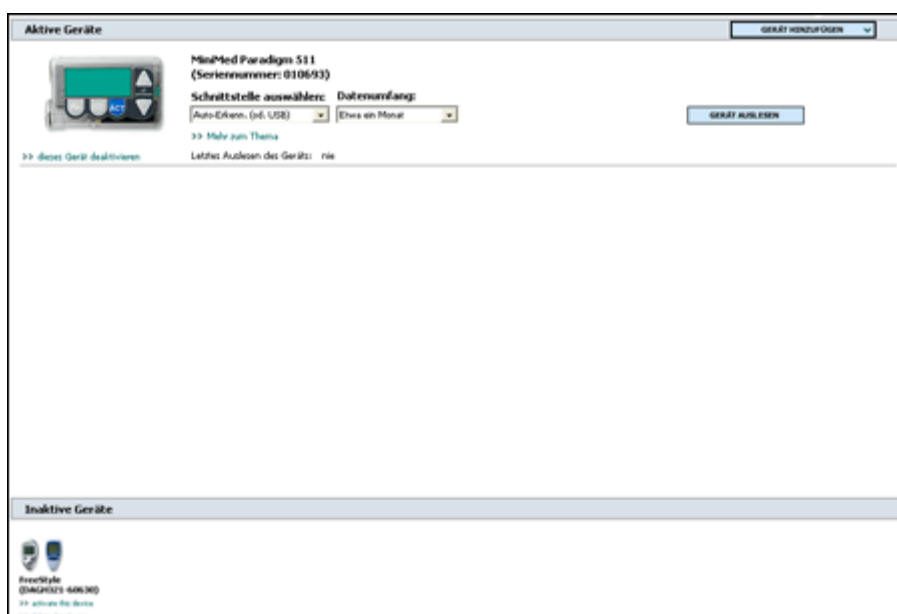 Aktive Geräte
GERÄT HINZUFÜGEN
MiniMed Paradigm 511
(Seriennummer: 010693)
Schnittstelle auswählen: Datenumfang:
Auto-Erkenn. (od. USB) Etwa ein Monat
ACT
GERÄT AUSLESEN
>> Mehr zum Thema
>> dieses Gerät deaktivieren
Letztes Auslesen des Geräts: nie
Inaktive Geräte
FreeStyle
>> activate this device